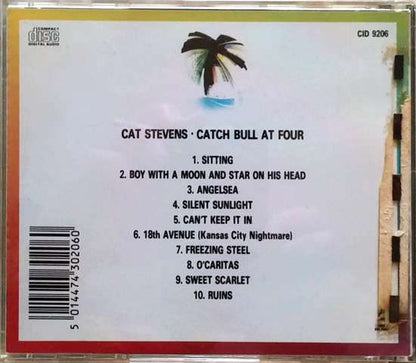 COMPACT
disc
DIGITAL AUDIO
CID 9206
CAT STEVENS · CATCH BULL AT FOUR
1. SITTING
2. BOY WITH A MOON AND STAR ON HIS HEAD
3. ANGELSEA
4. SILENT SUNLIGHT
5. CAN'T KEEP IT IN
6. 18th AVENUE (Kansas City Nightmare)
7. FREEZING STEEL
8. O'CARITAS
9. SWEET SCARLET
10. RUINS
5 014474 302060